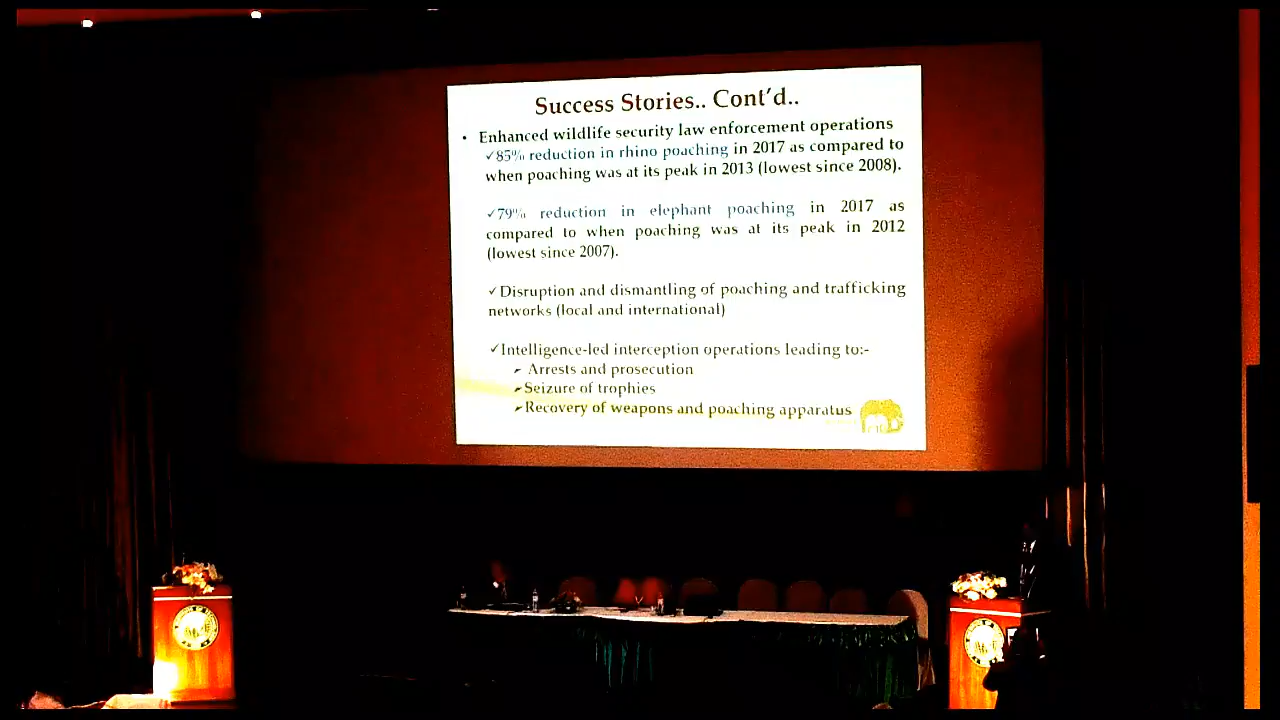 Success Stories.. Cont'd..
• Enhanced wildlife security law enforcement operations
✓85% reduction in rhino poaching in 2017 as compared to
when poaching was at its peak in 2013 (lowest since 2008).
✓79% reduction in elephant poaching in 2017 as
compared to when poaching was at its peak in 2012
(lowest since 2007).
✓Disruption and dismantling of poaching and trafficking
networks (local and international)
✓Intelligence-led interception operations leading to:-
➢ Arrests and prosecution
➢Seizure of trophies
➢Recovery of weapons and poaching apparatus